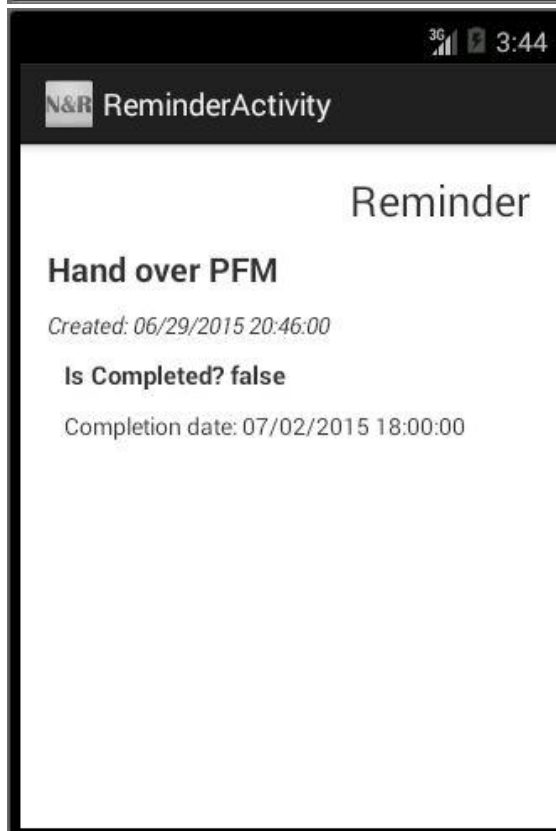 3G 3:44
N&R ReminderActivity
Reminder
Hand over PFM
Created: 06/29/2015 20:46:00
Is Completed? false
Completion date: 07/02/2015 18:00:00